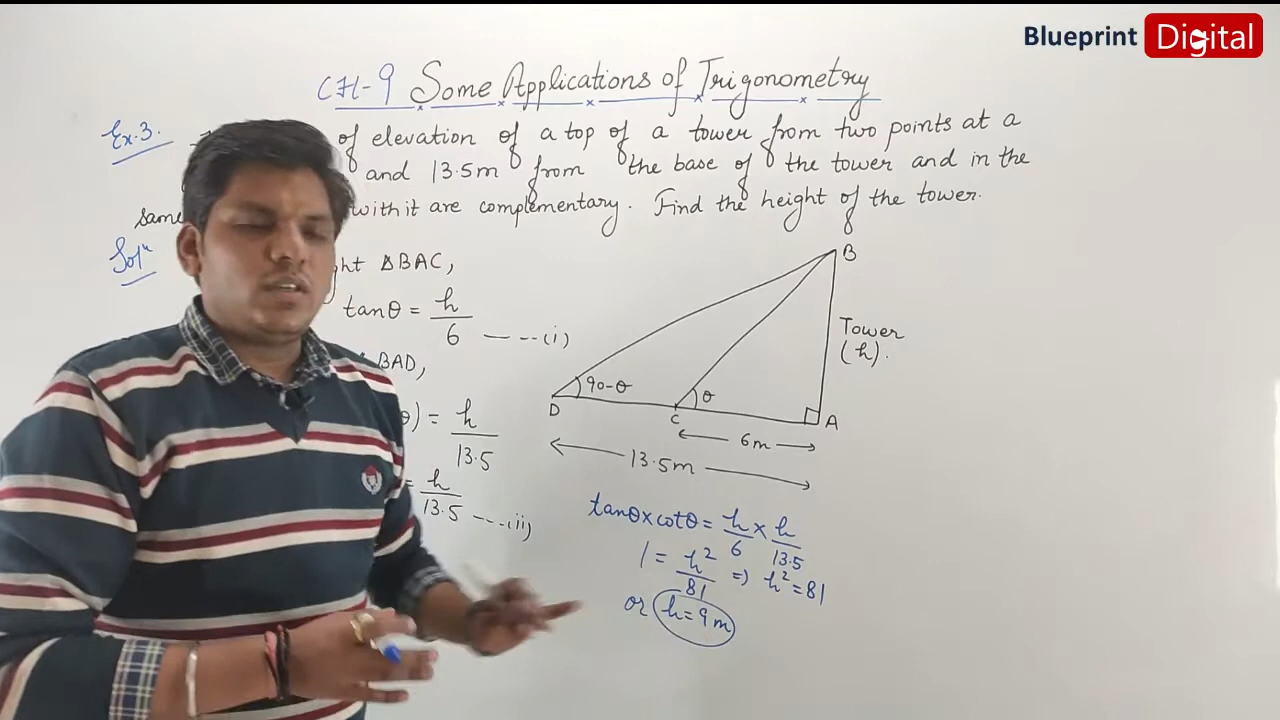 Blueprint Digital
CH-9 Some Applications of Trigonometry
Ex.3. of elevation of a top of a tower from two points at a
and 13.5m from the base of the tower and in the
same with it are complementary. Find the height of the tower.
Solⁿ ght ΔBAC,
tanθ = h/6 ---- (i)
BAD,
θ) = h/13.5
= h/13.5 ---- (ii)
B
Tower
(h).
90-θ
θ
D
C
A
6m
13.5m
tanθ × cotθ = h/6 × h/13.5
1 = h²/81 ⇒ h² = 81
or h = 9m